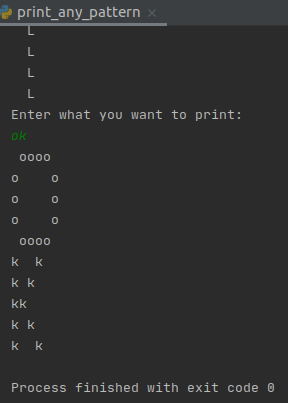 print_any_pattern ×
  L
  L
  L
  L
Enter what you want to print:
ok
 oooo
o    o
o    o
o    o
 oooo
k  k
k k
kk
k k
k  k

Process finished with exit code 0